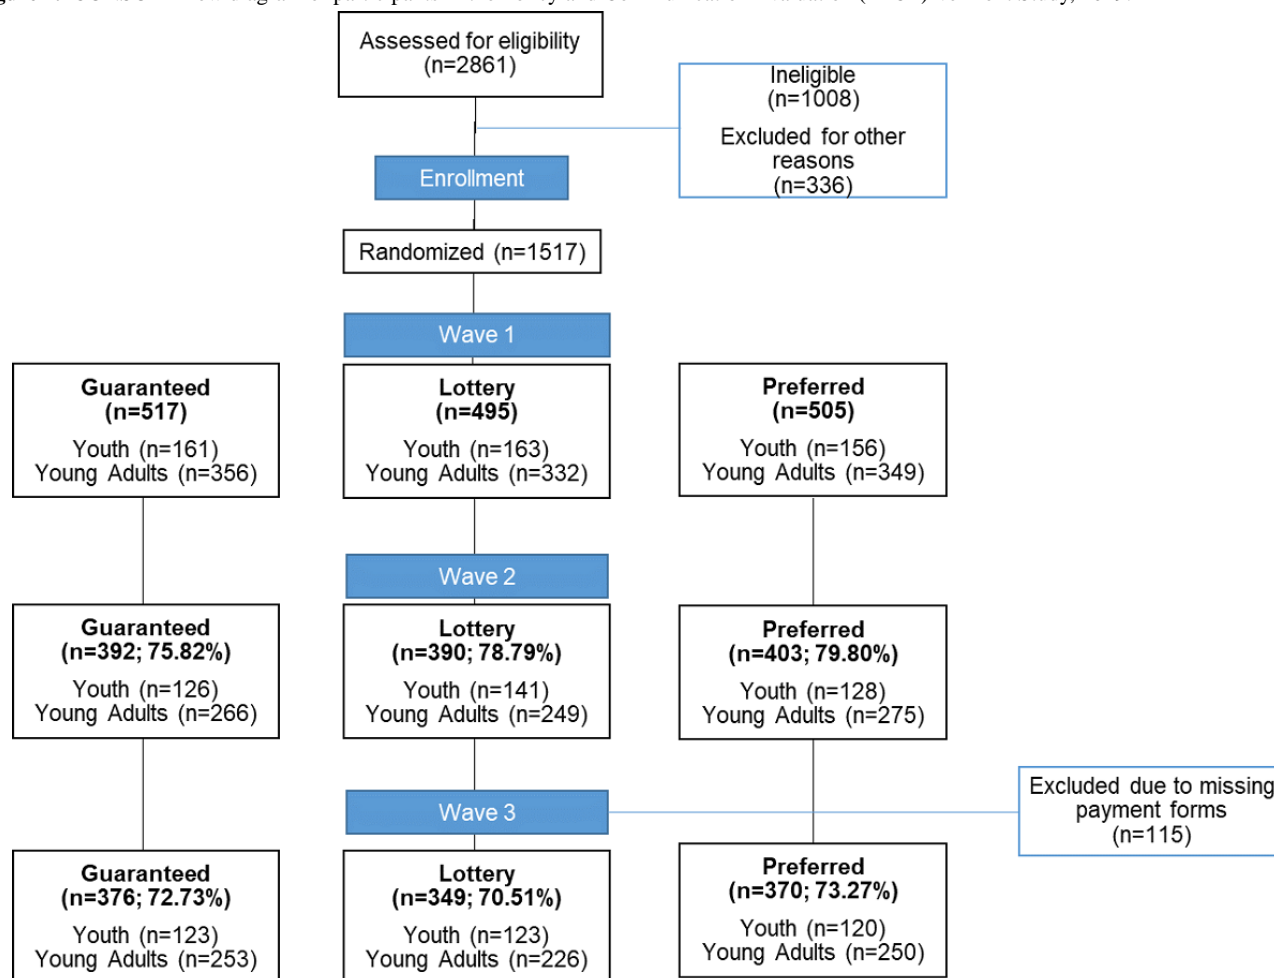 Assessed for eligibility
(n=2861)
Ineligible
(n=1008)
Excluded for other
reasons
(n=336)
Enrollment
Randomized (n=1517)
Wave 1
Guaranteed
(n=517)
Youth (n=161)
Young Adults (n=356)
Lottery
(n=495)
Youth (n=163)
Young Adults (n=332)
Preferred
(n=505)
Youth (n=156)
Young Adults (n=349)
Wave 2
Guaranteed
(n=392; 75.82%)
Youth (n=126)
Young Adults (n=266)
Lottery
(n=390; 78.79%)
Youth (n=141)
Young Adults (n=249)
Preferred
(n=403; 79.80%)
Youth (n=128)
Young Adults (n=275)
Wave 3
Excluded due to missing
payment forms
(n=115)
Guaranteed
(n=376; 72.73%)
Youth (n=123)
Young Adults (n=253)
Lottery
(n=349; 70.51%)
Youth (n=123)
Young Adults (n=226)
Preferred
(n=370; 73.27%)
Youth (n=120)
Young Adults (n=250)